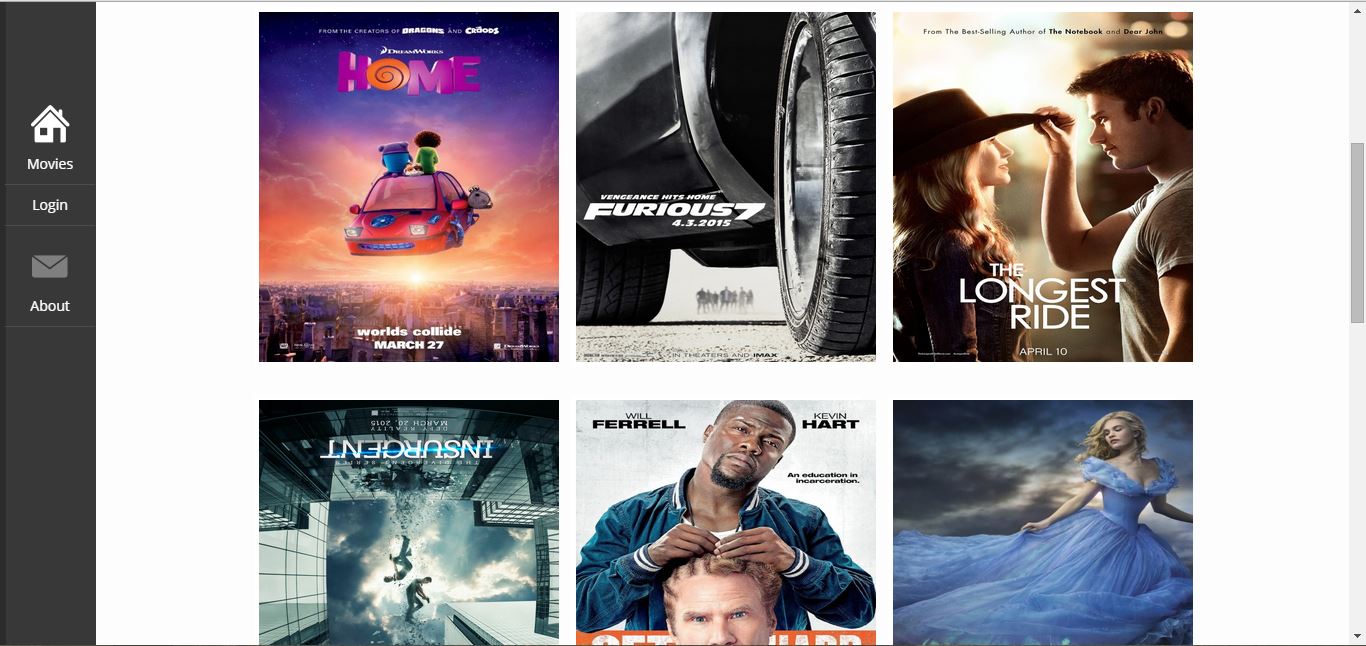 Movies
Login
About
FROM THE CREATORS OF DRAGONS AND CROODS
DREAMWORKS
HOME
worlds collide
MARCH 27
VENGEANCE HITS HOME
FURIOUS 7
4.3.2015
IN THEATERS AND IMAX
From The Best-Selling Author of The Notebook and Dear John
THE
LONGEST
RIDE
APRIL 10
MARCH 20, 2015
DEFY REALITY
INSURGENT
THE DIVERGENT SERIES
WILL
FERRELL
KEVIN
HART
An education in
incarceration.